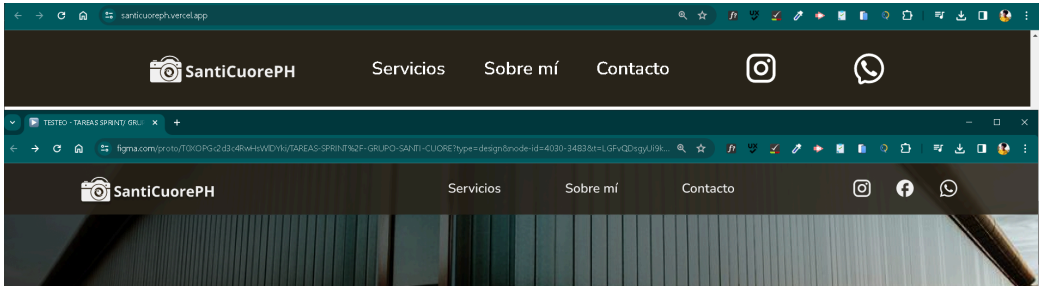 santicuoreph.vercel.app
SantiCuorePH Servicios Sobre mí Contacto
TESTEO - TAREAS SPRINT/ GRU
figma.com/proto/T0XOPGc2d3c4RwHsWlDYki/TAREAS-SPRINT%2F-GRUPO-SANTI-CUORE?type=design&node-id=4030-3483&t=LGFvQDsgyUi9k...
SantiCuorePH Servicios Sobre mí Contacto